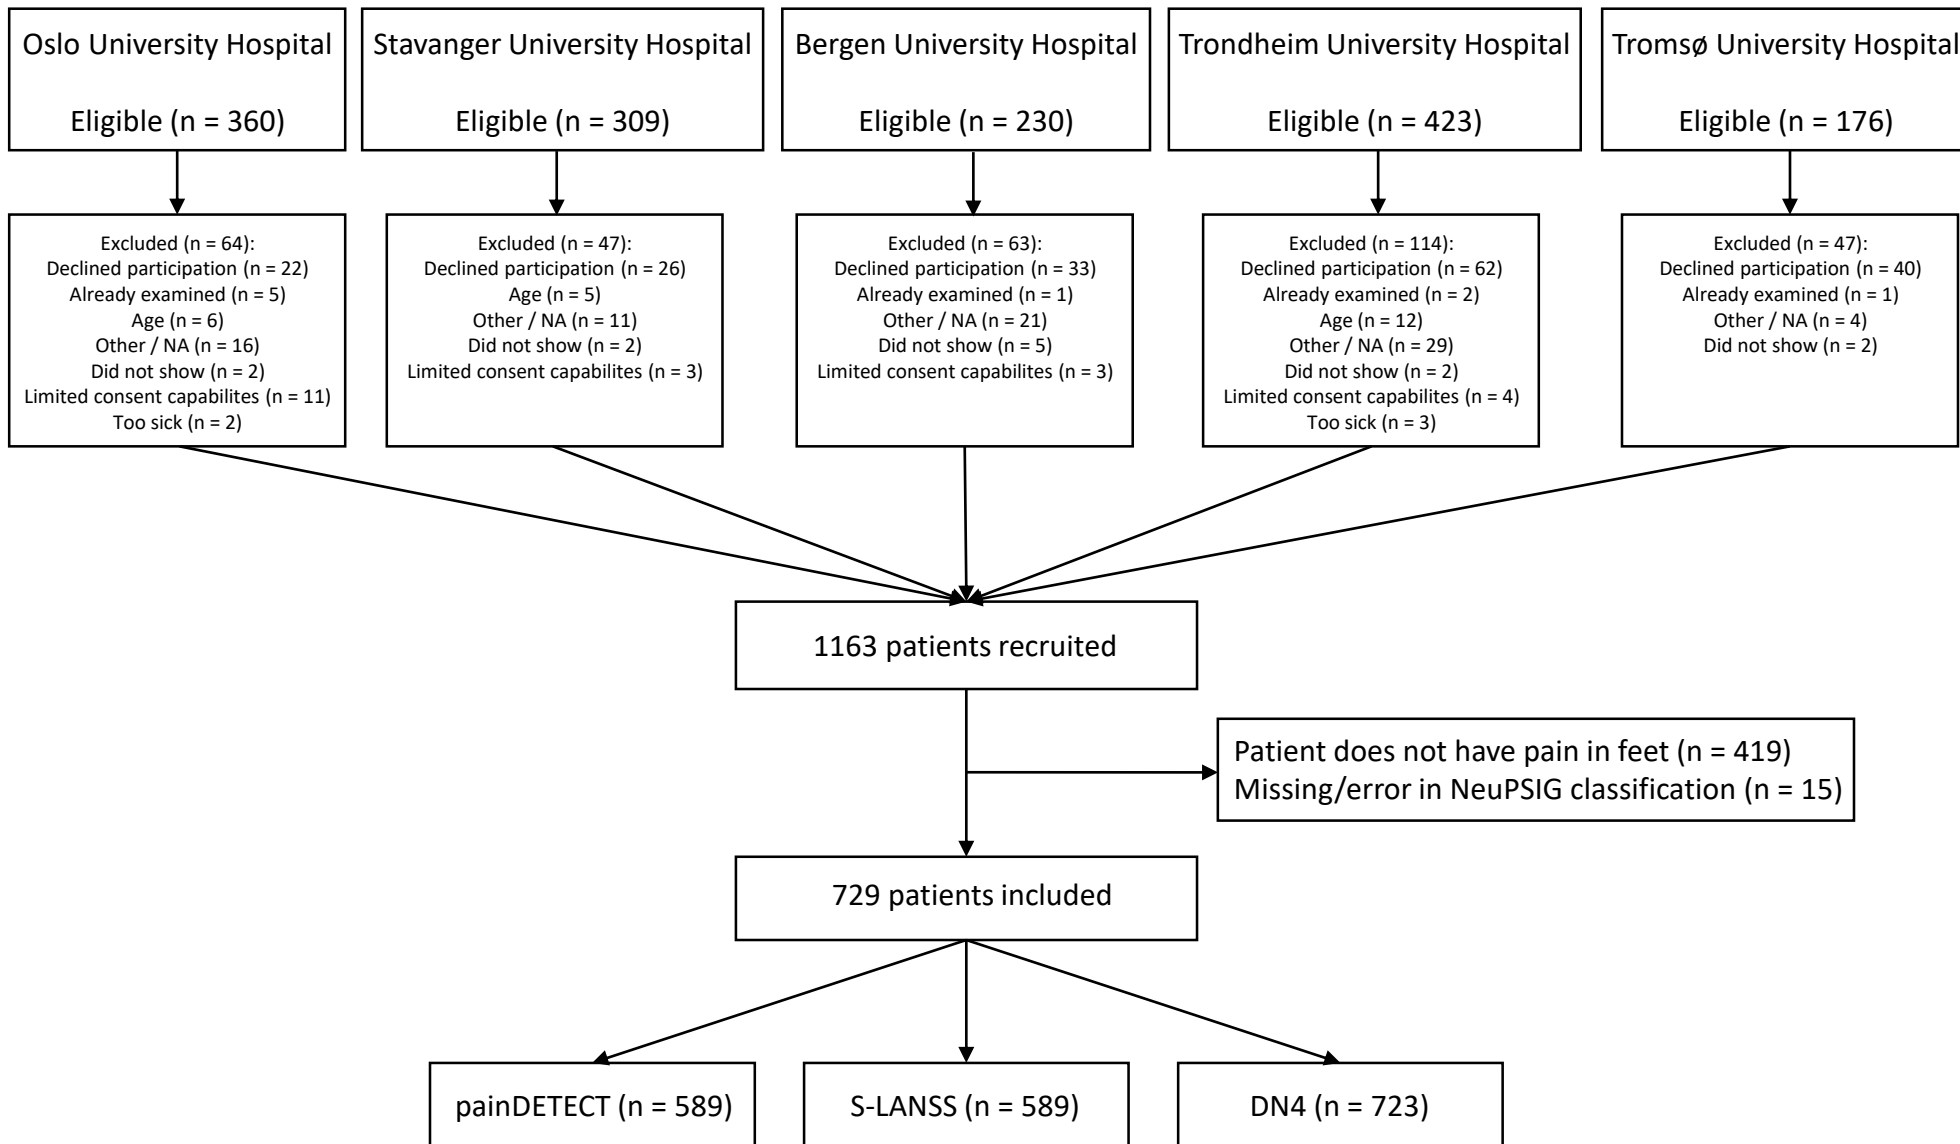 Oslo University Hospital
Eligible (n = 360)
Stavanger University Hospital
Eligible (n = 309)
Bergen University Hospital
Eligible (n = 230)
Trondheim University Hospital
Eligible (n = 423)
Tromsø University Hospital
Eligible (n = 176)
Excluded (n = 64):
Declined participation (n = 22)
Already examined (n = 5)
Age (n = 6)
Other / NA (n = 16)
Did not show (n = 2)
Limited consent capabilites (n = 11)
Too sick (n = 2)
Excluded (n = 47):
Declined participation (n = 26)
Age (n = 5)
Other / NA (n = 11)
Did not show (n = 2)
Limited consent capabilites (n = 3)
Excluded (n = 63):
Declined participation (n = 33)
Already examined (n = 1)
Other / NA (n = 21)
Did not show (n = 5)
Limited consent capabilites (n = 3)
Excluded (n = 114):
Declined participation (n = 62)
Already examined (n = 2)
Age (n = 12)
Other / NA (n = 29)
Did not show (n = 2)
Limited consent capabilites (n = 4)
Too sick (n = 3)
Excluded (n = 47):
Declined participation (n = 40)
Already examined (n = 1)
Other / NA (n = 4)
Did not show (n = 2)
1163 patients recruited
Patient does not have pain in feet (n = 419)
Missing/error in NeuPSIG classification (n = 15)
729 patients included
painDETECT (n = 589)
S-LANSS (n = 589)
DN4 (n = 723)